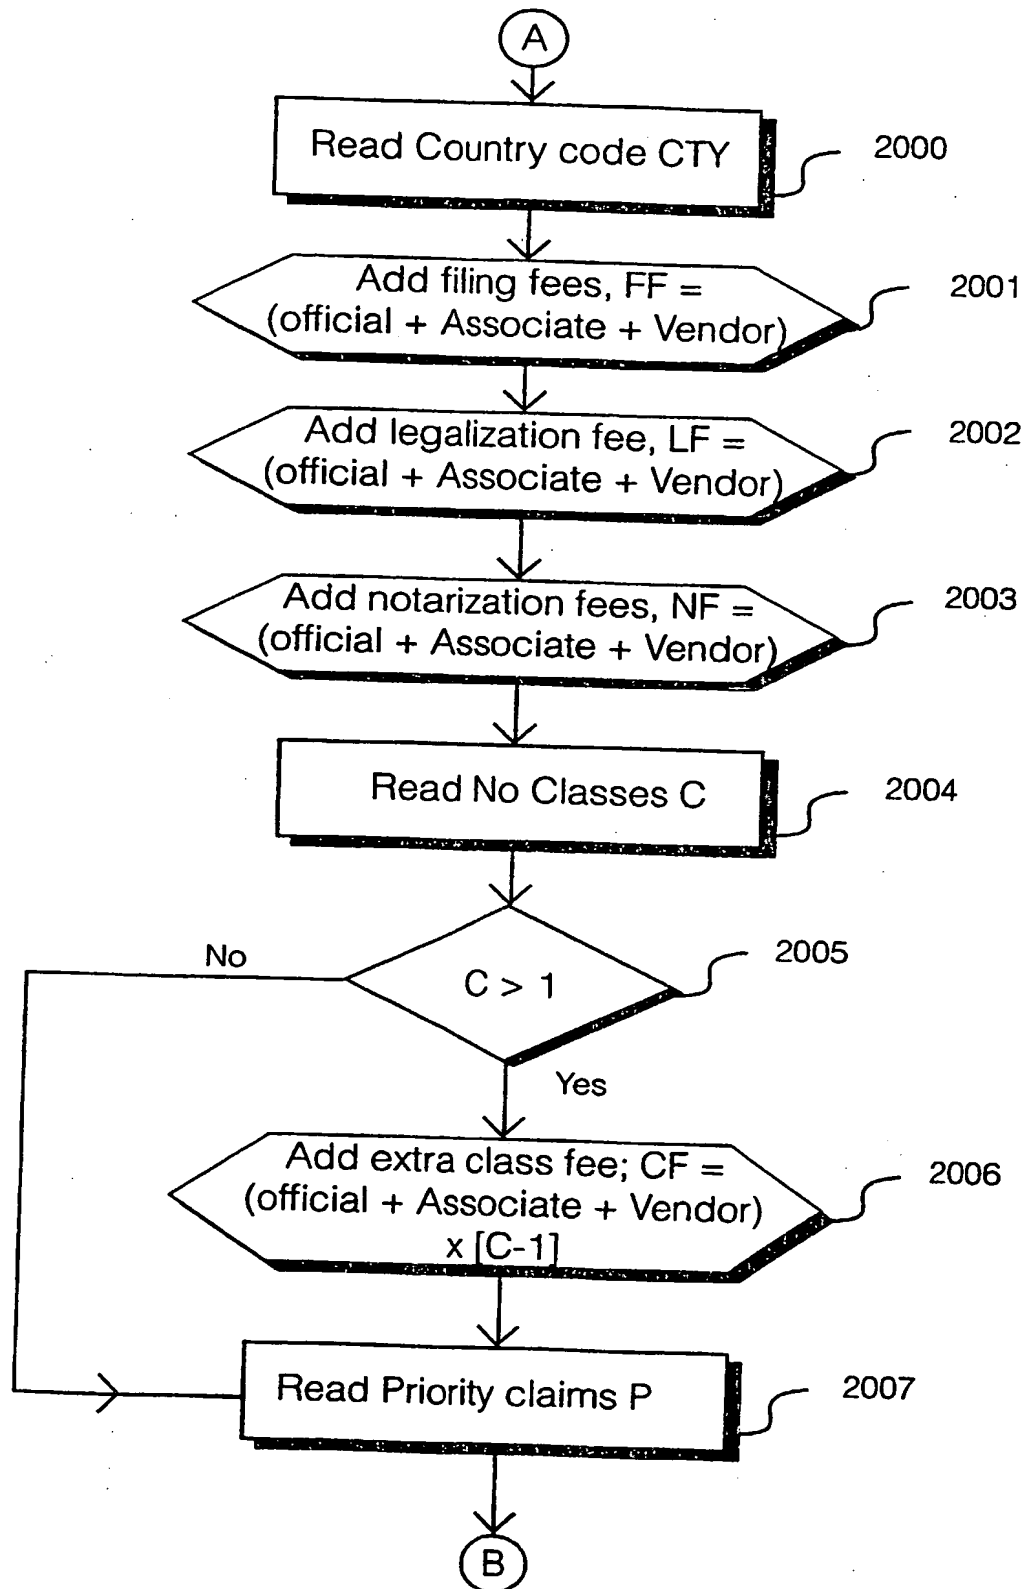 A
Read Country code CTY
2000
Add filing fees, FF =
(official + Associate + Vendor)
2001
Add legalization fee, LF =
(official + Associate + Vendor)
2002
Add notarization fees, NF =
(official + Associate + Vendor)
2003
Read No Classes C
2004
No
C > 1
2005
Yes
Add extra class fee; CF =
(official + Associate + Vendor)
x [C-1]
2006
Read Priority claims P
2007
B